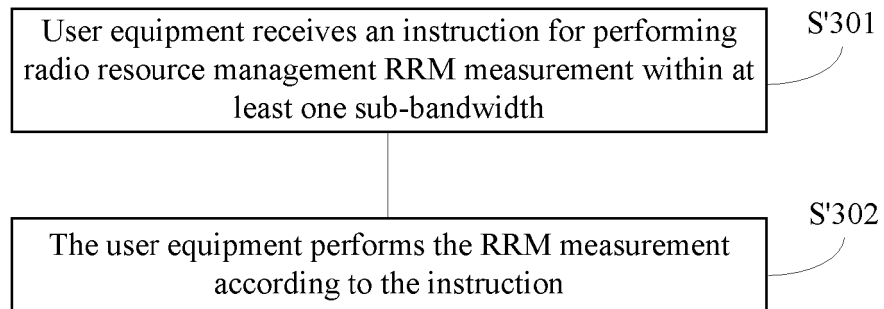 User equipment receives an instruction for performing
radio resource management RRM measurement within at
least one sub-bandwidth
S'301
The user equipment performs the RRM measurement
according to the instruction
S'302